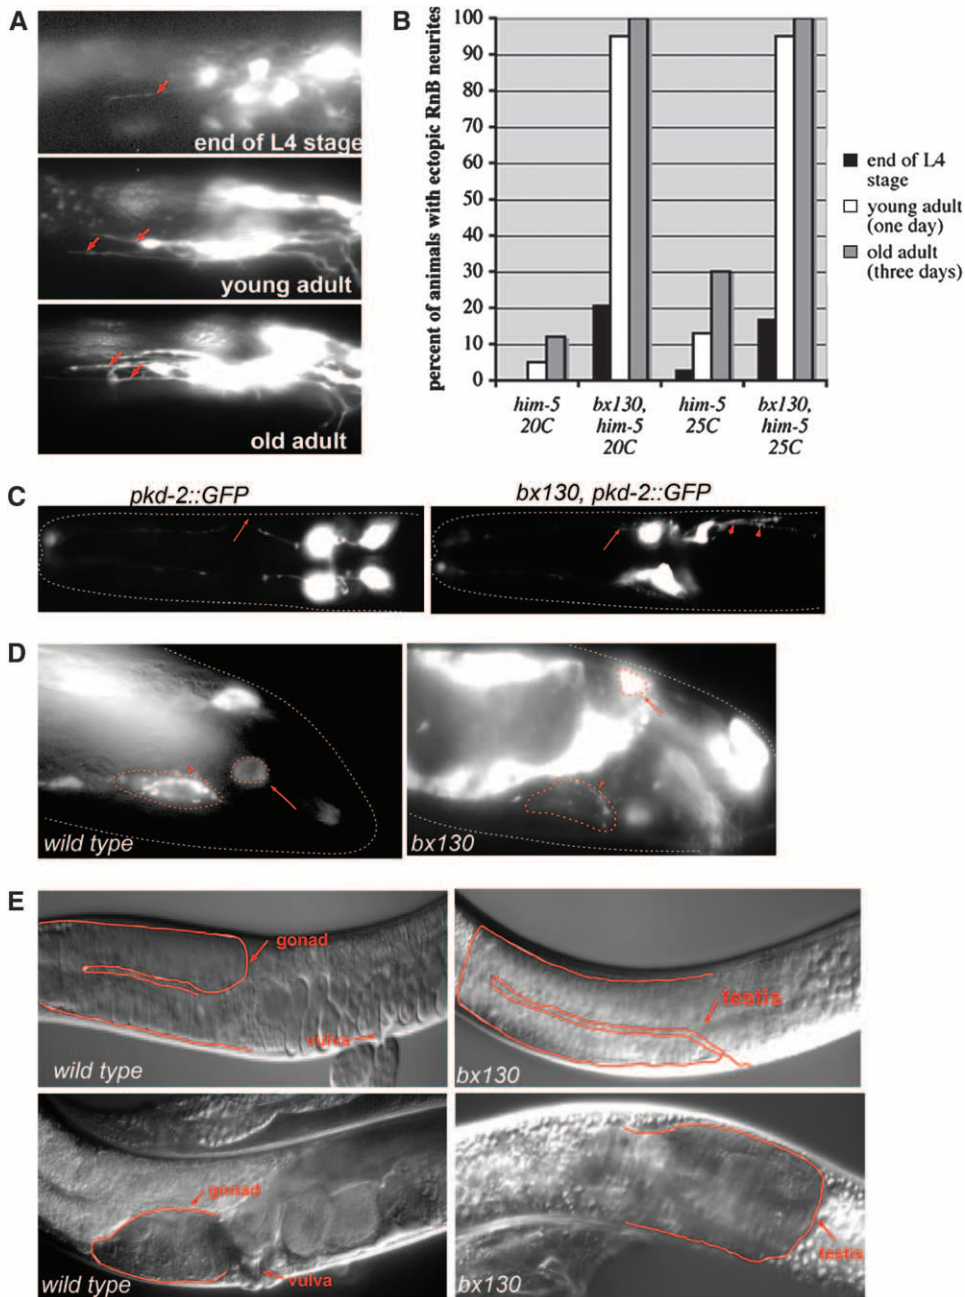 A
end of L4 stage
young adult
old adult
B
percent of animals with ectopic RnB neurites
100
90
80
70
60
50
40
30
20
10
0
him-5
20C
bx130,
him-5
20C
him-5
25C
bx130,
him-5
25C
end of L4
stage
young adult
(one day)
old adult
(three days)
C
pkd-2::GFP
bx130, pkd-2::GFP
D
wild type
bx130
E
gonad
vulva
wild type
testis
bx130
gonad
vulva
wild type
testis
bx130